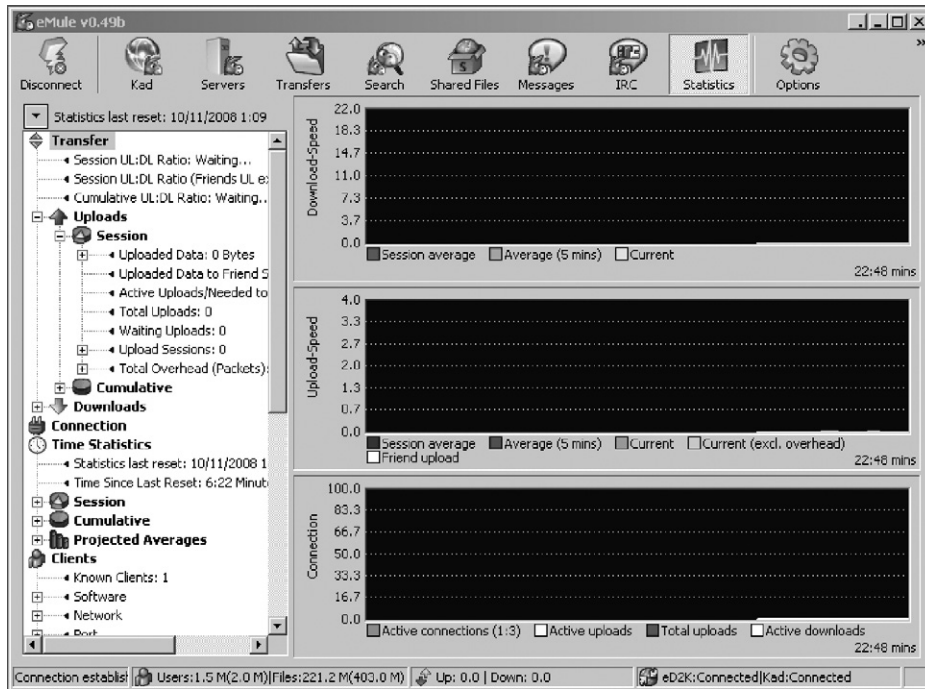 eMule v0.49b
Disconnect Kad Servers Transfers Search Shared Files Messages IRC Statistics Options
Statistics last reset: 10/11/2008 1:09
Transfer
Session UL:DL Ratio: Waiting...
Session UL:DL Ratio (Friends UL e
Cumulative UL:DL Ratio: Waiting..
Uploads
Session
Uploaded Data: 0 Bytes
Uploaded Data to Friend S
Active Uploads/Needed to
Total Uploads: 0
Waiting Uploads: 0
Upload Sessions: 0
Total Overhead (Packets):
Cumulative
Downloads
Connection
Time Statistics
Statistics last reset: 10/11/2008 1
Time Since Last Reset: 6:22 Minut
Session
Cumulative
Projected Averages
Clients
Known Clients: 1
Software
Network
Port
Download-Speed
22.0
18.3
14.7
11.0
7.3
3.7
0.0
Session average Average (5 mins) Current
22:48 mins
Upload-Speed
4.0
3.3
2.7
2.0
1.3
0.7
0.0
Session average Average (5 mins) Current Current (excl. overhead)
Friend upload
22:48 mins
Connection
100.0
83.3
66.7
50.0
33.3
16.7
0.0
Active connections (1:3) Active uploads Total uploads Active downloads
22:48 mins
Connection establis Users:1.5 M(2.0 M)|Files:221.2 M(403.0 M) Up: 0.0 | Down: 0.0 eD2K:Connected|Kad:Connected